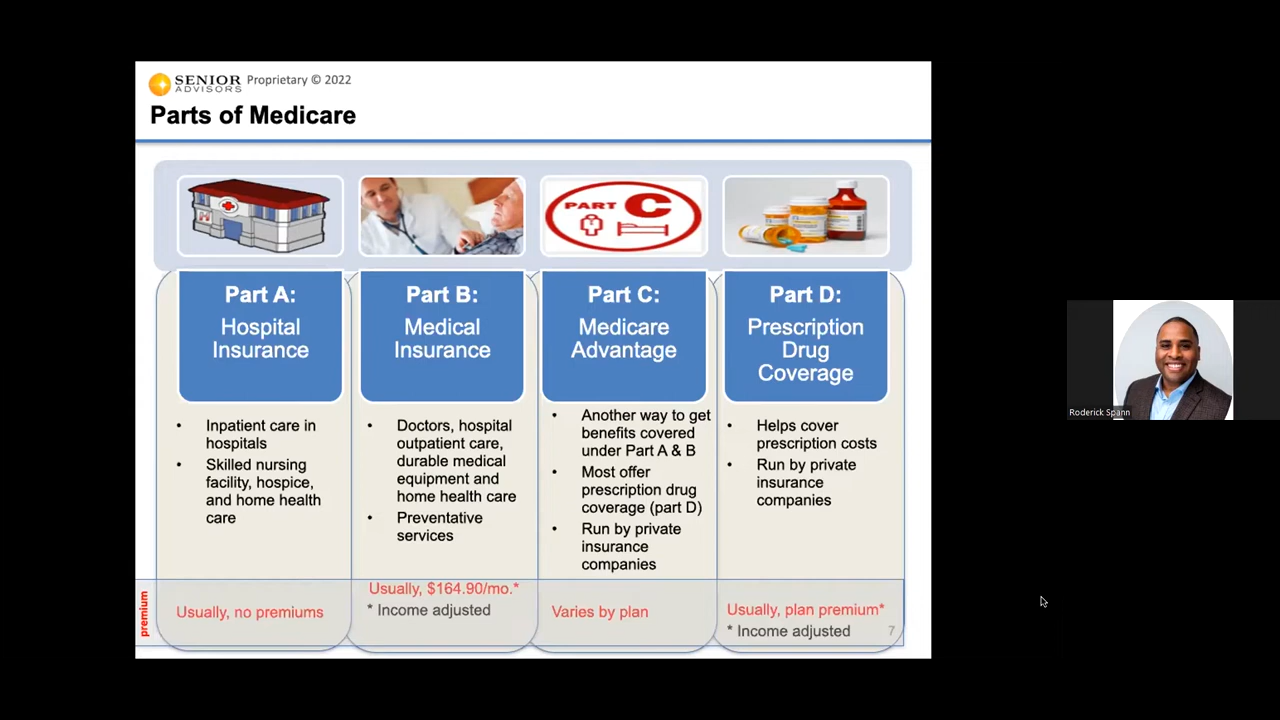 SENIOR
ADVISORS
Proprietary © 2022
Parts of Medicare
H
PART C
Part A:
Hospital
Insurance
• Inpatient care in
hospitals
• Skilled nursing
facility, hospice,
and home health
care
Part B:
Medical
Insurance
• Doctors, hospital
outpatient care,
durable medical
equipment and
home health care
• Preventative
services
Part C:
Medicare
Advantage
• Another way to get
benefits covered
under Part A & B
• Most offer
prescription drug
coverage (part D)
• Run by private
insurance
companies
Part D:
Prescription
Drug
Coverage
• Helps cover
prescription costs
• Run by private
insurance
companies
premium
Usually, no premiums
Usually, $164.90/mo.*
* Income adjusted
Varies by plan
Usually, plan premium*
* Income adjusted
7
Roderick Spann